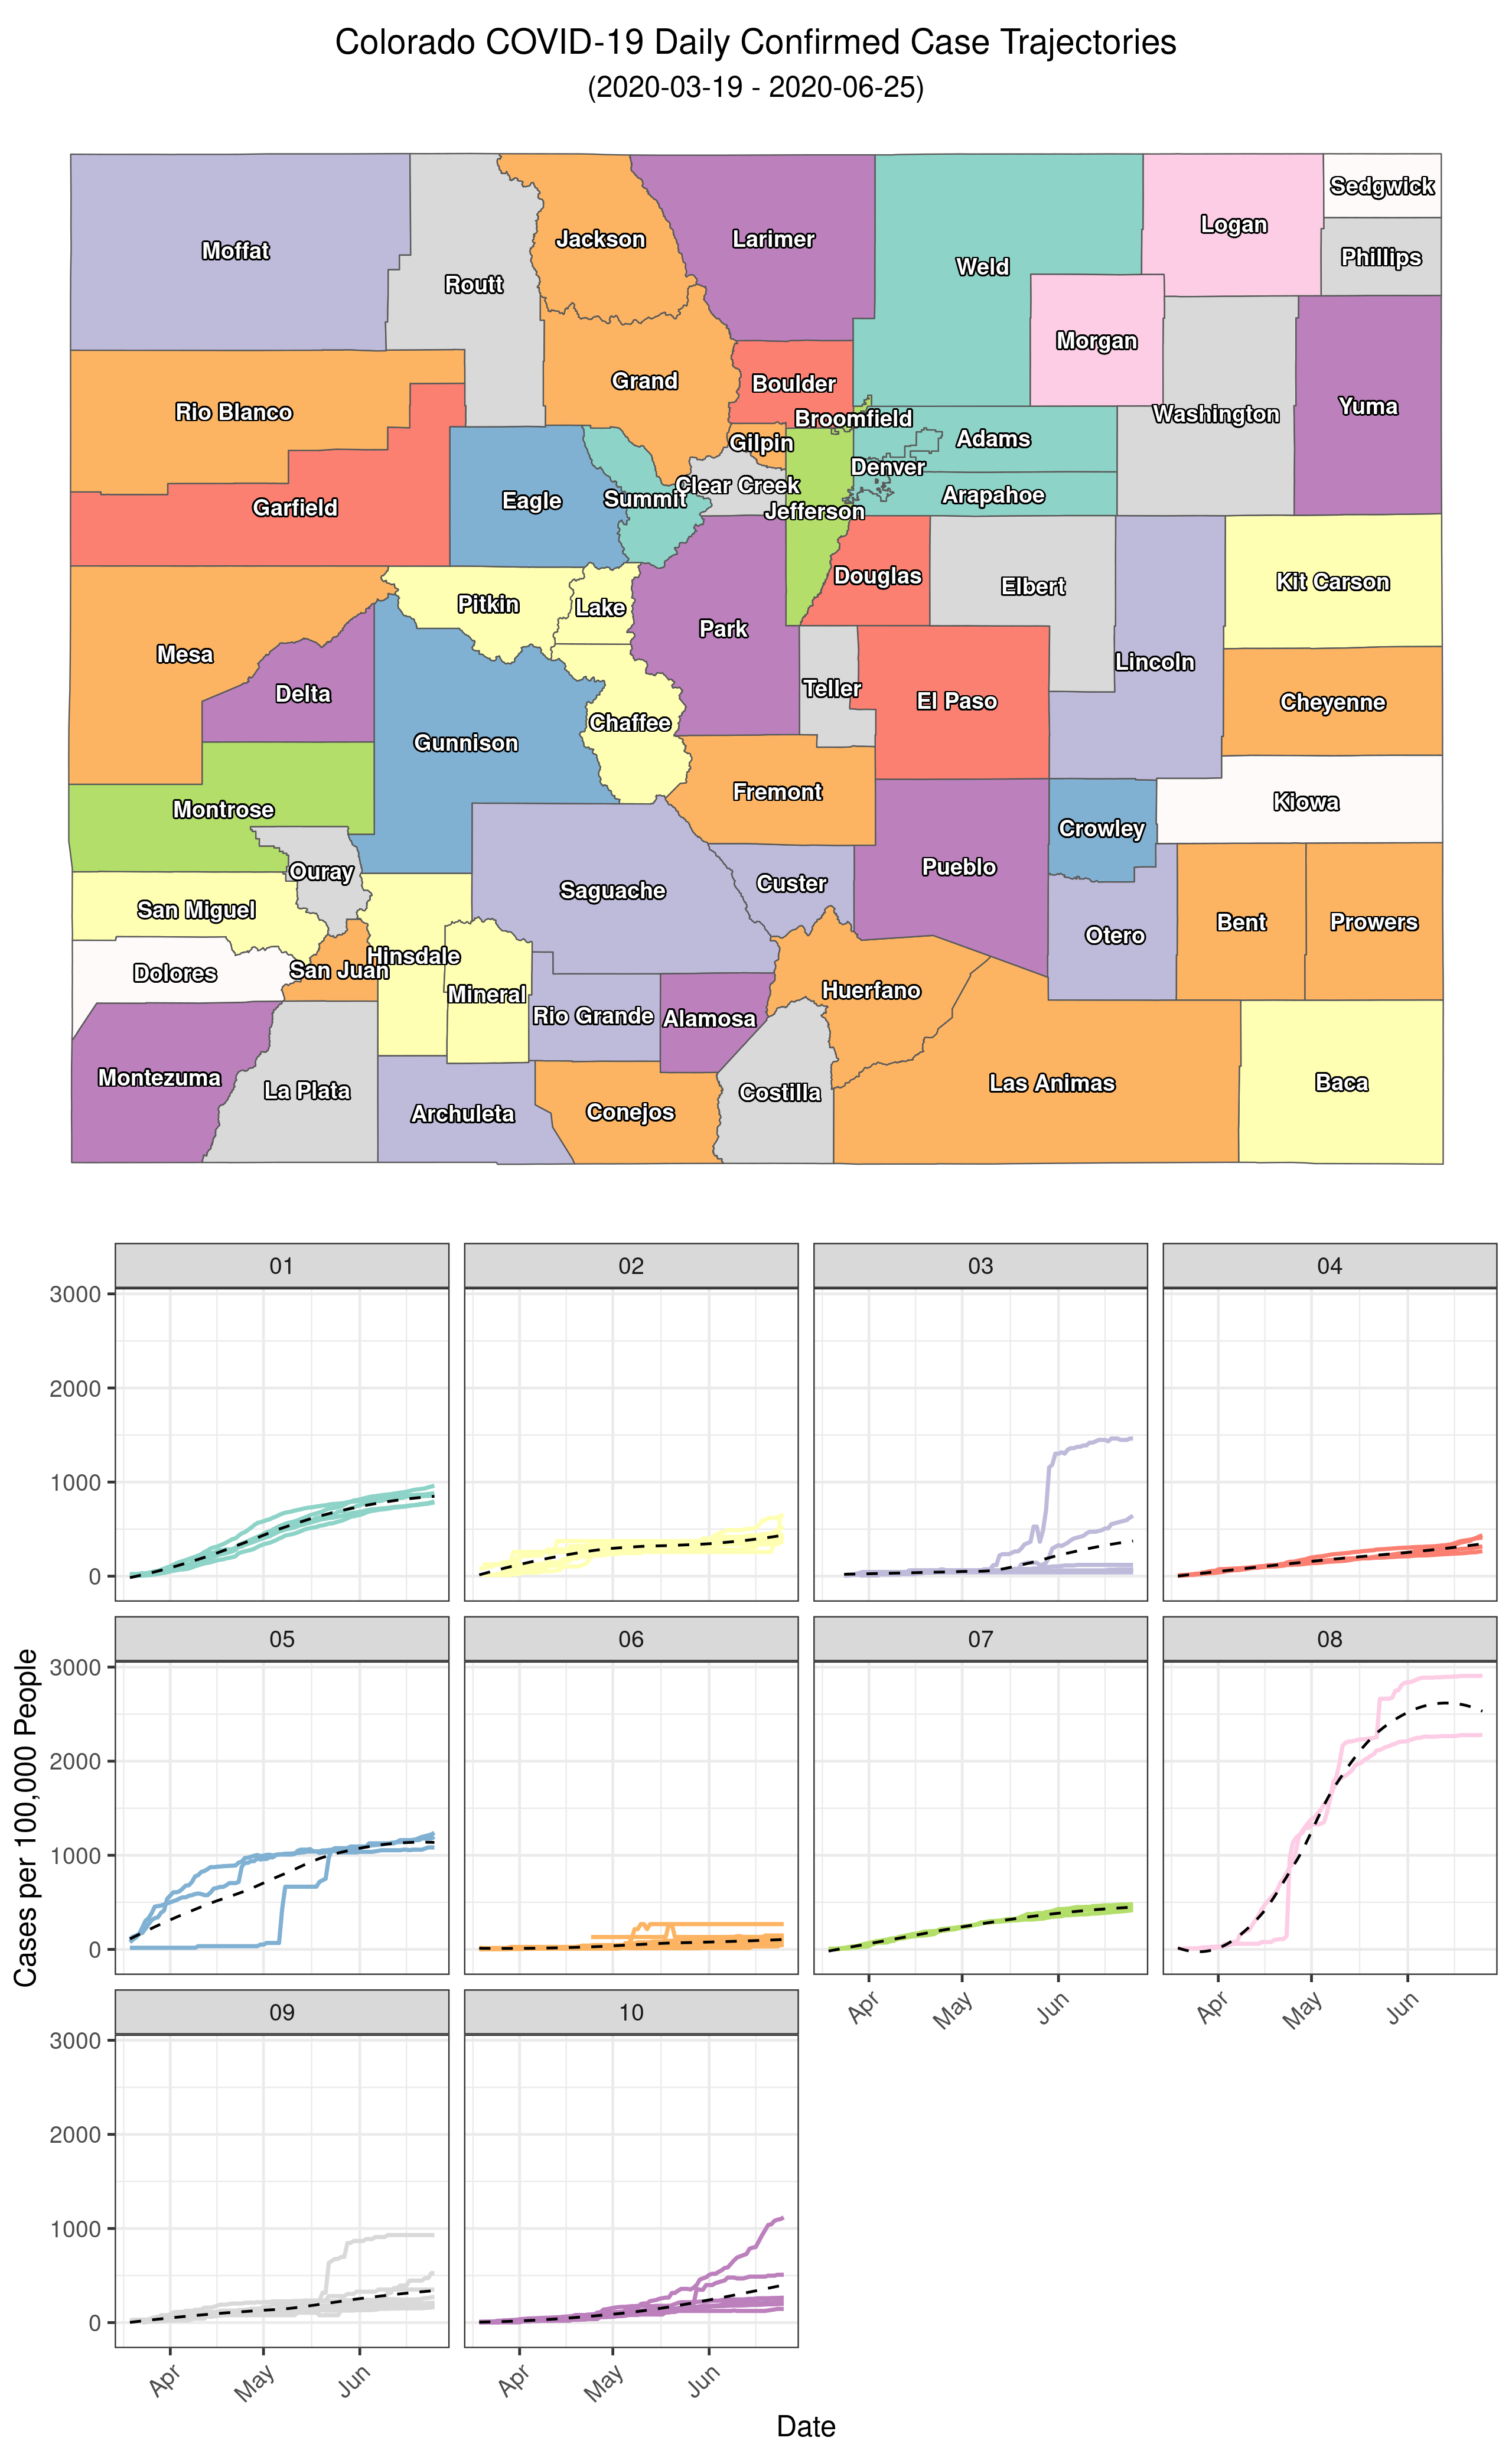 Colorado COVID-19 Daily Confirmed Case Trajectories
(2020-03-19 - 2020-06-25)
Sedgwick
Logan
Moffat
Jackson
Larimer
Phillips
Weld
Routt
Morgan
Grand
Boulder
Rio Blanco
Yuma
Washington
Broomfield
Gilpin
Adams
Denver
Clear Creek
Arapahoe
Eagle
Summit
Garfield
Jefferson
Douglas
Kit Carson
Elbert
Pitkin
Lake
Park
Mesa
Lincoln
Teller
Delta
El Paso
Cheyenne
Chaffee
Gunnison
Fremont
Kiowa
Montrose
Crowley
Pueblo
Ouray
Custer
Saguache
San Miguel
Bent
Prowers
Otero
Hinsdale
San Juan
Dolores
Mineral
Huerfano
Rio Grande
Alamosa
Montezuma
La Plata
Las Animas
Baca
Costilla
Archuleta
Conejos
01
02
03
04
3000
2000
1000
0
05
06
07
08
3000
2000
1000
0
Apr
May
Jun
Apr
May
Jun
09
10
3000
2000
1000
0
Apr
May
Jun
Apr
May
Jun
Cases per 100,000 People
Date